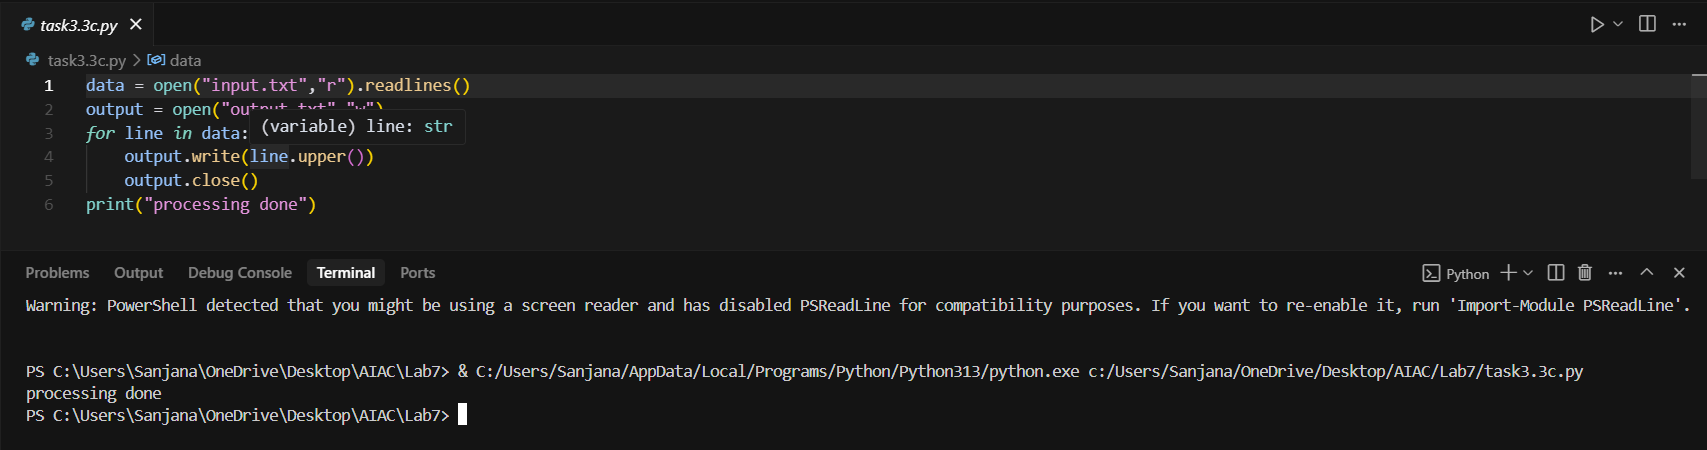 task3.3c.py
task3.3c.py > data
1 data = open("input.txt","r").readlines()
2 output = open("output.txt","w")
(variable) line: str
3 for line in data:
4 output.write(line.upper())
5 output.close()
6 print("processing done")
Problems Output Debug Console Terminal Ports
Python
Warning: PowerShell detected that you might be using a screen reader and has disabled PSReadLine for compatibility purposes. If you want to re-enable it, run 'Import-Module PSReadLine'.
PS C:\Users\Sanjana\OneDrive\Desktop\AIAC\Lab7> & C:/Users/Sanjana/AppData/Local/Programs/Python/Python313/python.exe c:/Users/Sanjana/OneDrive/Desktop/AIAC/Lab7/task3.3c.py
processing done
PS C:\Users\Sanjana\OneDrive\Desktop\AIAC\Lab7>